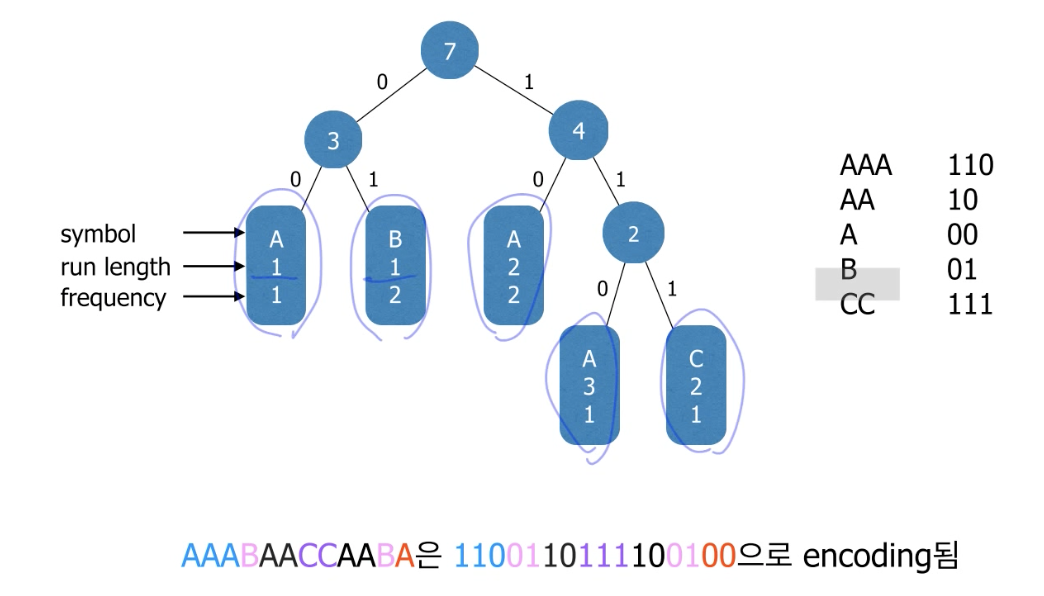 7
0 1
3 4
0 1 0 1
symbol A B A 2
run length 1 1 2
frequency 1 2 2
0 1
A C
3 2
1 1
AAA 110
AA 10
A 00
B 01
CC 111
AAABAACCAABA은 1100110111100100으로 encoding됨